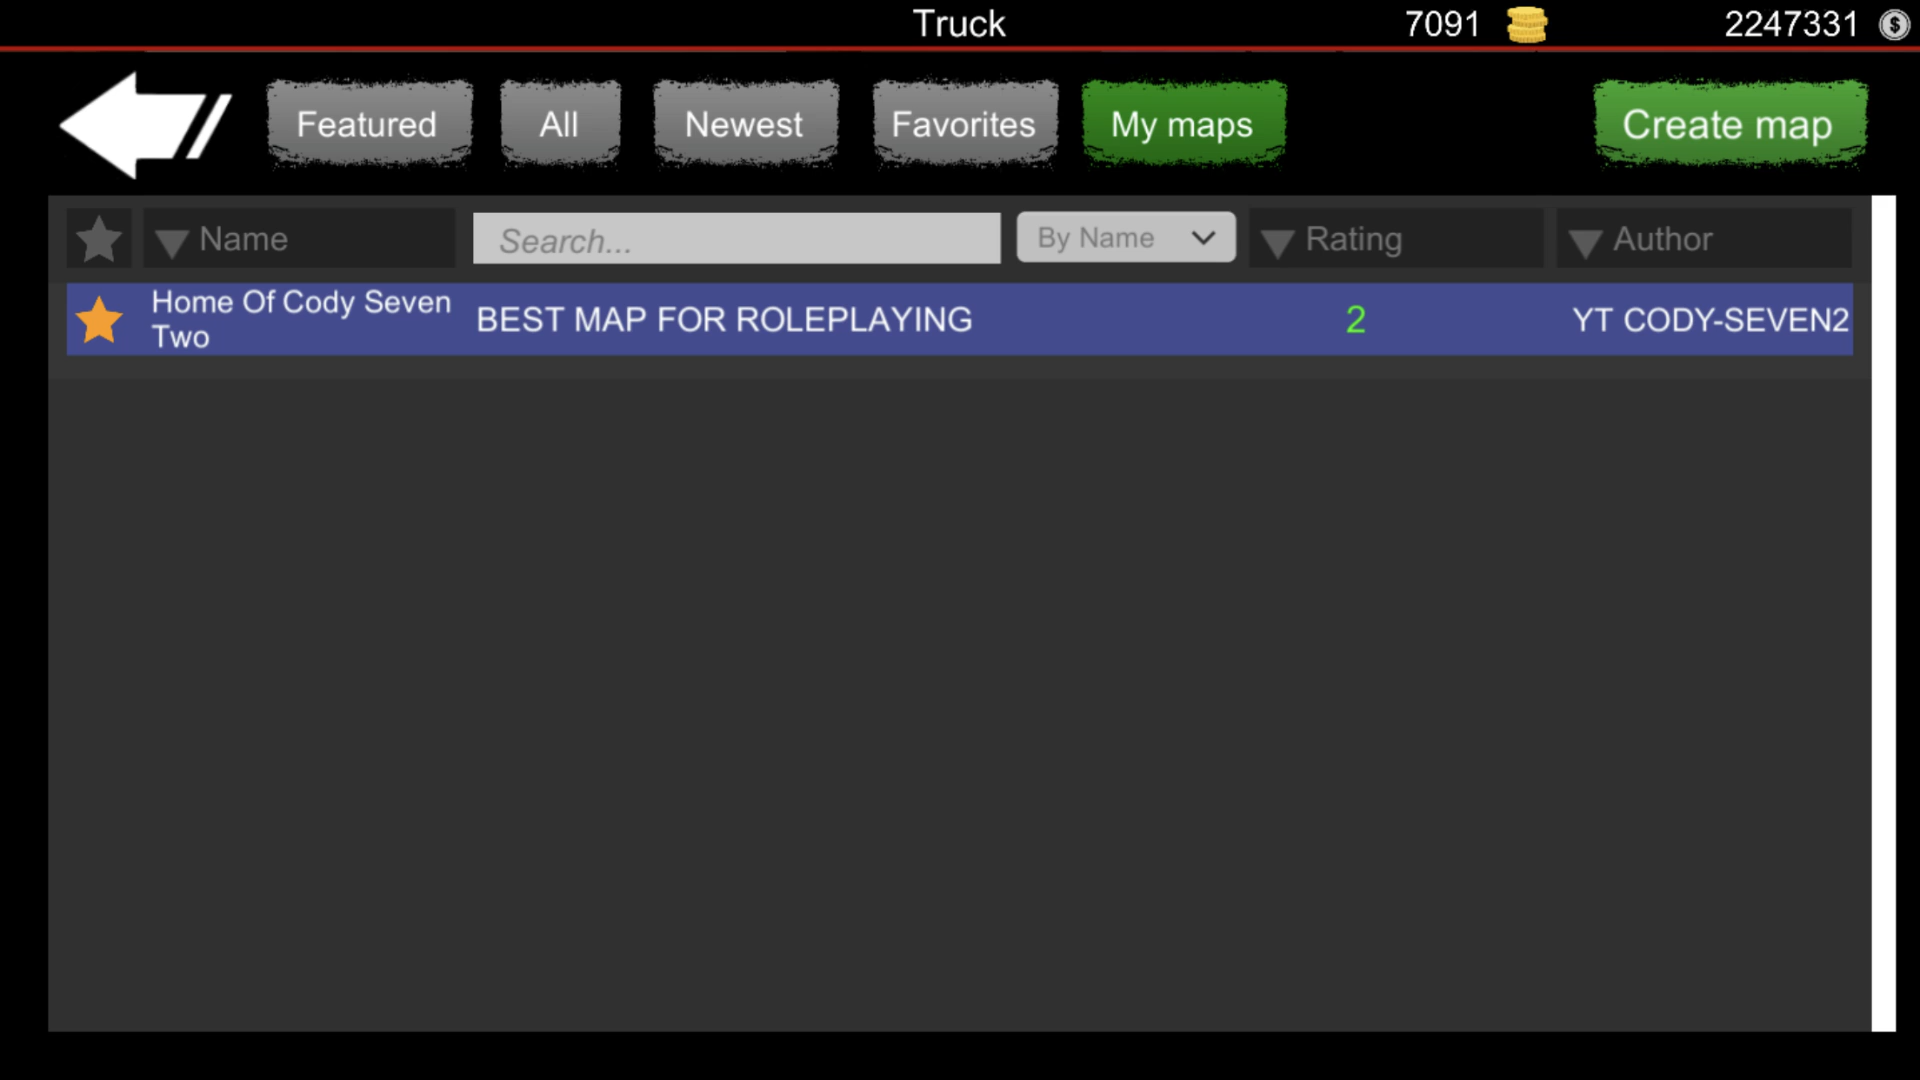 Truck
7091
2247331
Featured
All
Newest
Favorites
My maps
Create map
Name
Search...
By Name
Rating
Author
Home Of Cody Seven
Two
BEST MAP FOR ROLEPLAYING
2
YT CODY-SEVEN2